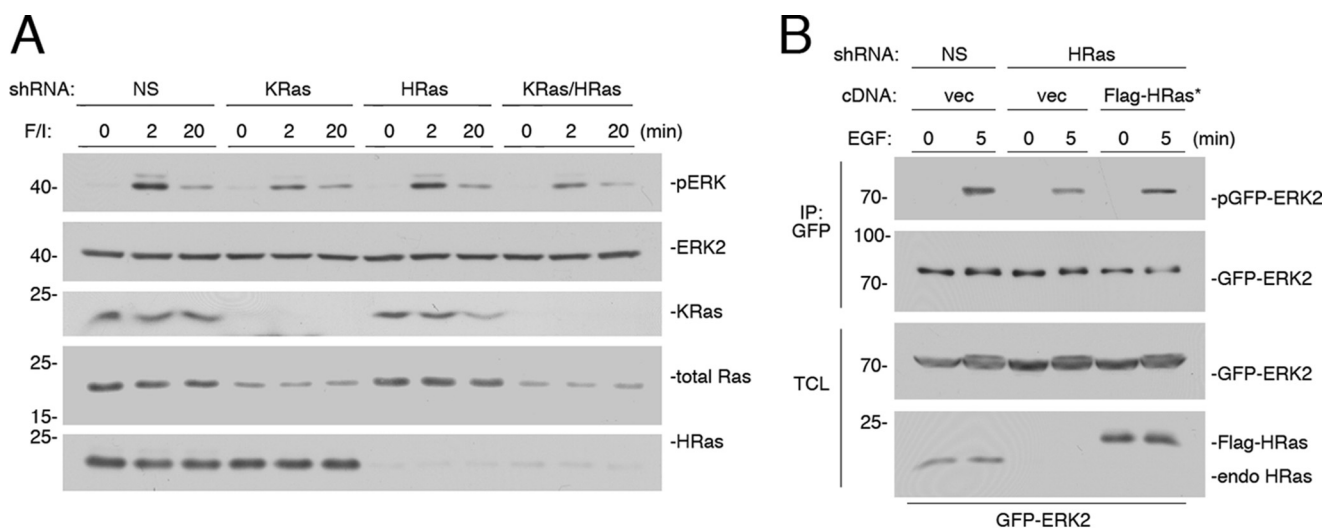 A
shRNA: NS KRas HRas KRas/HRas
F/I: 0 2 20 0 2 20 0 2 20 0 2 20 (min)
40- -pERK
40- -ERK2
25- -KRas
25- -total Ras
15-
25- -HRas
B
shRNA: NS HRas
cDNA: vec vec Flag-HRas*
EGF: 0 5 0 5 0 5 (min)
IP: GFP
70- -pGFP-ERK2
100-
70- -GFP-ERK2
TCL
70- -GFP-ERK2
25- -Flag-HRas
-endo HRas
GFP-ERK2